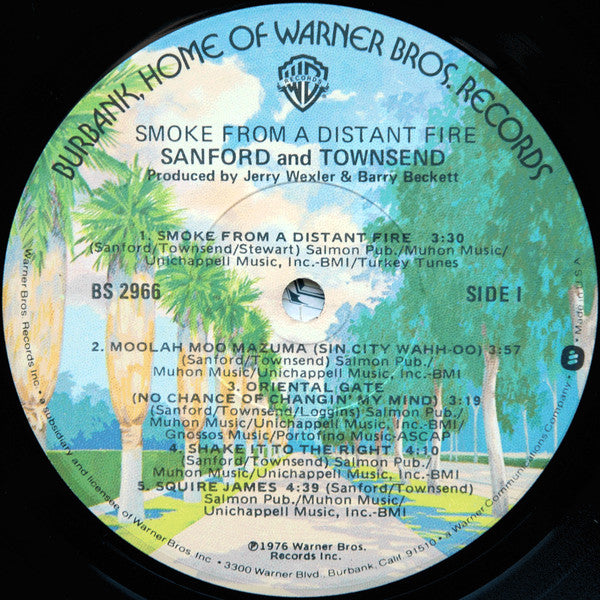 BURBANK, HOME OF WARNER BROS. RECORDS
RECORDS
SMOKE FROM A DISTANT FIRE
SANFORD and TOWNSEND
Produced by Jerry Wexler & Barry Beckett
1. SMOKE FROM A DISTANT FIRE 3:30
(Sanford/Townsend/Stewart) Salmon Pub./Muhon Music/
Unichappell Music, Inc.-BMI/Turkey Tunes
BS 2966
SIDE I
2. MOOLAH MOO MAZUMA (SIN CITY WAHH-OO) 3:57
(Sanford/Townsend) Salmon Pub./
Muhon Music/Unichappell Music, Inc.-BMI
3. ORIENTAL GATE
(NO CHANCE OF CHANGIN' MY MIND) 3:19
(Sanford/Townsend/Loggins) Salmon Pub./
Muhon Music/Unichappell Music, Inc.-BMI/
Gnossos Music/Portofino Music-ASCAP
4. SHAKE IT TO THE RIGHT 4:10
(Sanford/Townsend) Salmon Pub./
Muhon Music/Unichappell Music, Inc.-BMI
5. SQUIRE JAMES 4:39 (Sanford/Townsend)
Salmon Pub./Muhon Music/
Unichappell Music, Inc.-BMI
℗1976 Warner Bros.
Records Inc.
Warner Bros. Records Inc. • a subsidiary and licensee of Warner Bros. Inc. • 3300 Warner Blvd., Burbank, Calif. 91510 • a Warner Communications Company. • Made in U.S.A.